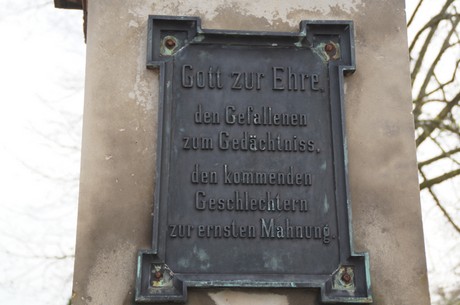 Gott zur Ehre.
den Gefallenen
zum Gedächtniss,
den kommenden
Geschlechtern
zur ernsten Mahnung.